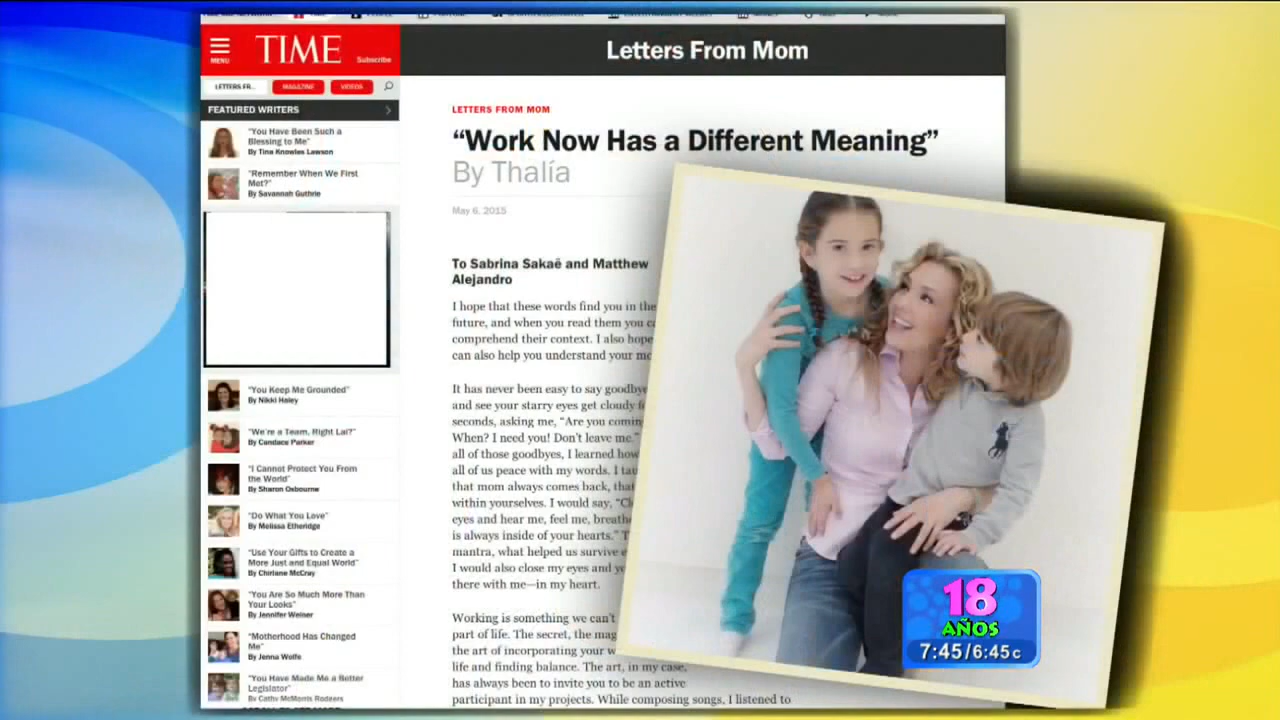 MENU
TIME
Subscribe
Letters From Mom
LETTERS FR...
MAGAZINE
VIDEOS
FEATURED WRITERS
"You Have Been Such a
Blessing to Me"
By Tina Knowles Lawson
"Remember When We First
Met?"
By Savannah Guthrie
"You Keep Me Grounded"
By Nikki Haley
"We're a Team, Right Lai?"
By Candace Parker
"I Cannot Protect You From
the World"
By Sharon Osbourne
"Do What You Love"
By Melissa Etheridge
"Use Your Gifts to Create a
More Just and Equal World"
By Chirlane McCray
"You Are So Much More Than
Your Looks"
By Jennifer Weiner
"Motherhood Has Changed
Me"
By Jenna Wolfe
"You Have Made Me a Better
Legislator"
By Cathy McMorris Rodgers
LETTERS FROM MOM
“Work Now Has a Different Meaning”
By Thalía
May 6, 2015
To Sabrina Sakaë and Matthew
Alejandro
I hope that these words find you in the
future, and when you read them you
comprehend their context. I also hope
can also help you understand your
It has never been easy to say goodbye
and see your starry eyes get cloudy
seconds, asking me, “Are you coming
When? I need you! Don’t leave me.”
all of those goodbyes, I learned how
all of us peace with my words. I
that mom always comes back, that
within yourselves. I would say,
eyes and hear me, feel me,
is always inside of your hearts.”
mantra, what helped us survive
I would also close my eyes and
there with me—in my heart.
Working is something we can’t
part of life. The secret, the
the art of incorporating your
life and finding balance. The art, in my case,
has always been to invite you to be an active
participant in my projects. While composing songs, I listened to
18
AÑOS
7:45/6:45c